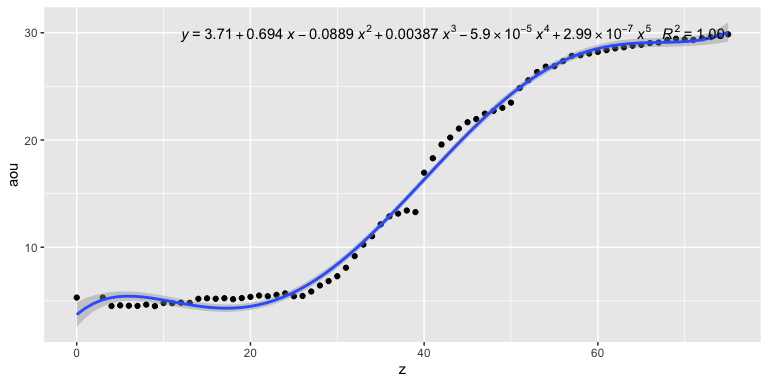 y = 3.71 + 0.694 x − 0.0889 x² + 0.00387 x³ − 5.9 × 10⁻⁵ x⁴ + 2.99 × 10⁻⁷ x⁵ R² = 1.00
30
20
10
aou
0 20 40 60
z